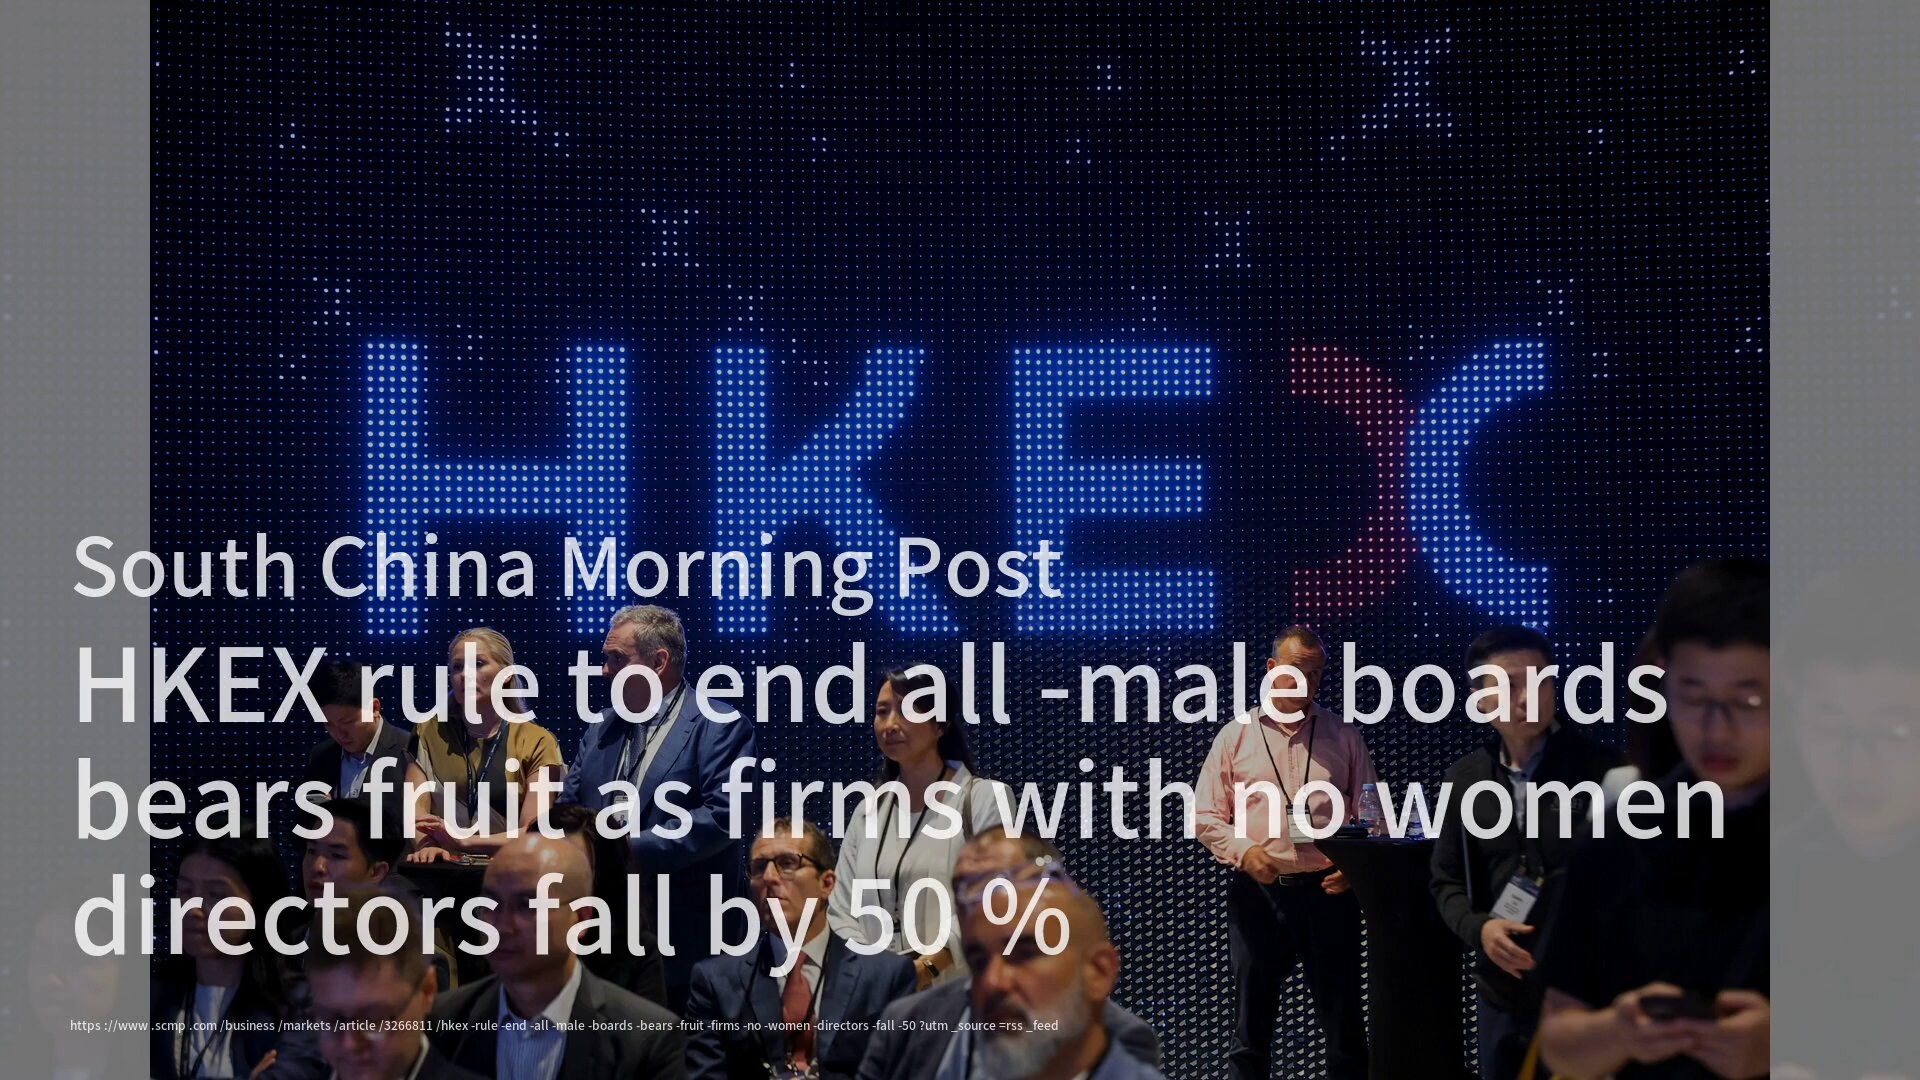 HKEX
South China Morning Post
HKEX rule to end all -male boards
bears fruit as firms with no women
directors fall by 50 %
https ://www .scmp .com /business /markets /article /3266811 /hkex -rule -end -all -male -boards -bears -fruit -firms -no -women -directors -fall -50 ?utm _source =rss _feed